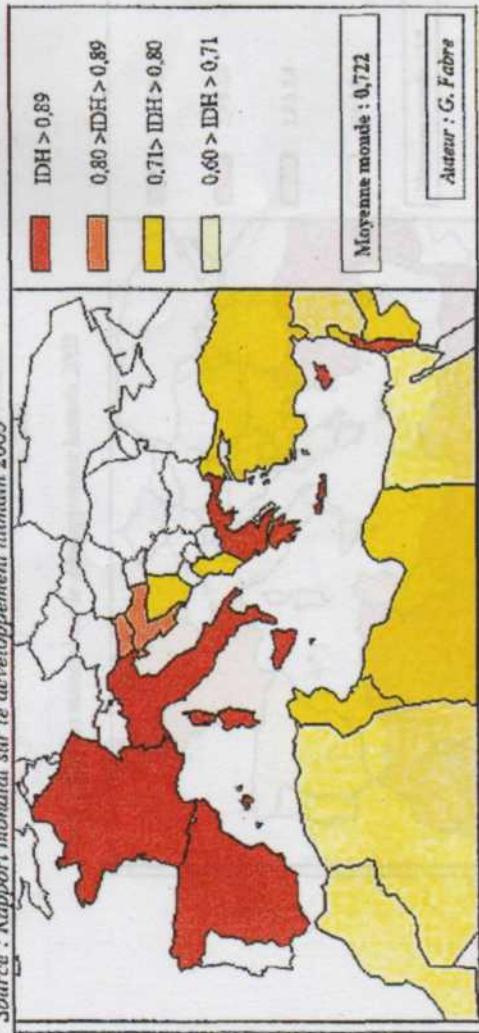 Source : Rapport mondial sur le développement humain 2003
IDH > 0,89
0,80 >IDH > 0,89
0,71> IDH > 0,80
0,60 > IDH > 0,71
Moyenne monde : 0,722
Auteur : G. Fabre